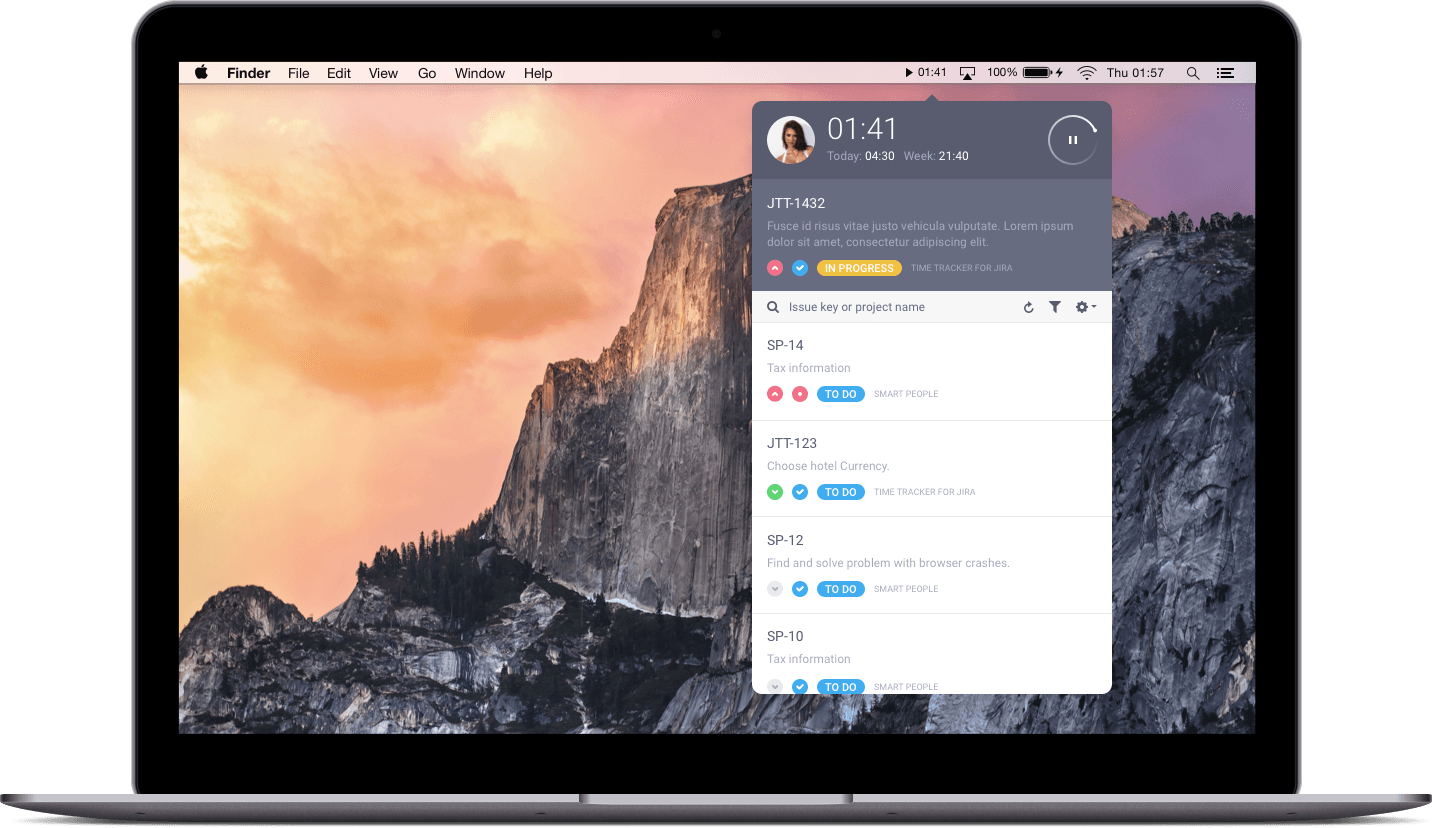 Finder File Edit View Go Window Help 01:41 100% Thu 01:57
01:41
Today: 04:30 Week: 21:40
JTT-1432
Fusce id risus vitae justo vehicula vulputate. Lorem ipsum
dolor sit amet, consectetur adipiscing elit.
IN PROGRESS TIME TRACKER FOR JIRA
Issue key or project name
SP-14
Tax information
TO DO SMART PEOPLE
JTT-123
Choose hotel Currency.
TO DO TIME TRACKER FOR JIRA
SP-12
Find and solve problem with browser crashes.
TO DO SMART PEOPLE
SP-10
Tax information
TO DO SMART PEOPLE